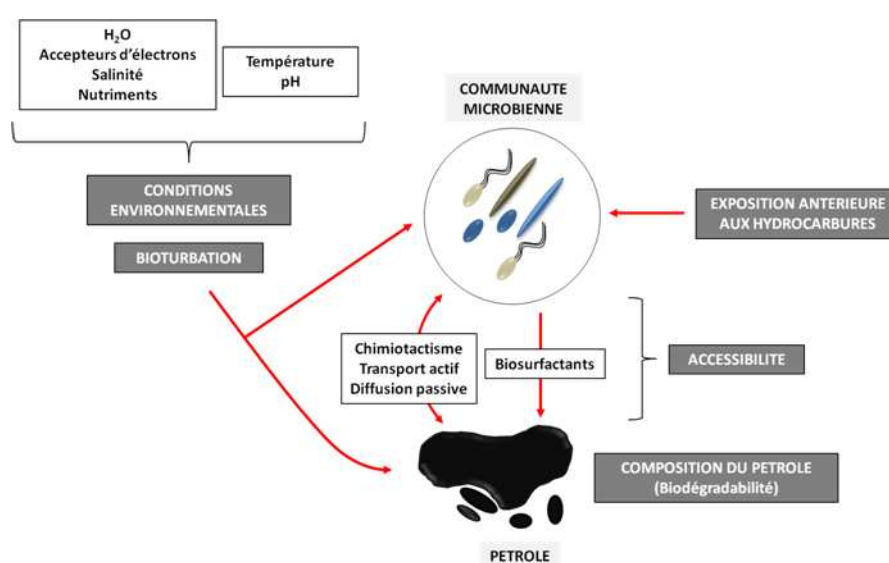 H₂O
Accepteurs d'électrons
Salinité
Nutriments
Température
pH
COMMUNAUTE
MICROBIENNE
CONDITIONS
ENVIRONNEMENTALES
BIOTURBATION
EXPOSITION ANTERIEURE
AUX HYDROCARBURES
Chimiotactisme
Transport actif
Diffusion passive
Biosurfactants
ACCESSIBILITE
COMPOSITION DU PETROLE
(Biodégradabilité)
PETROLE